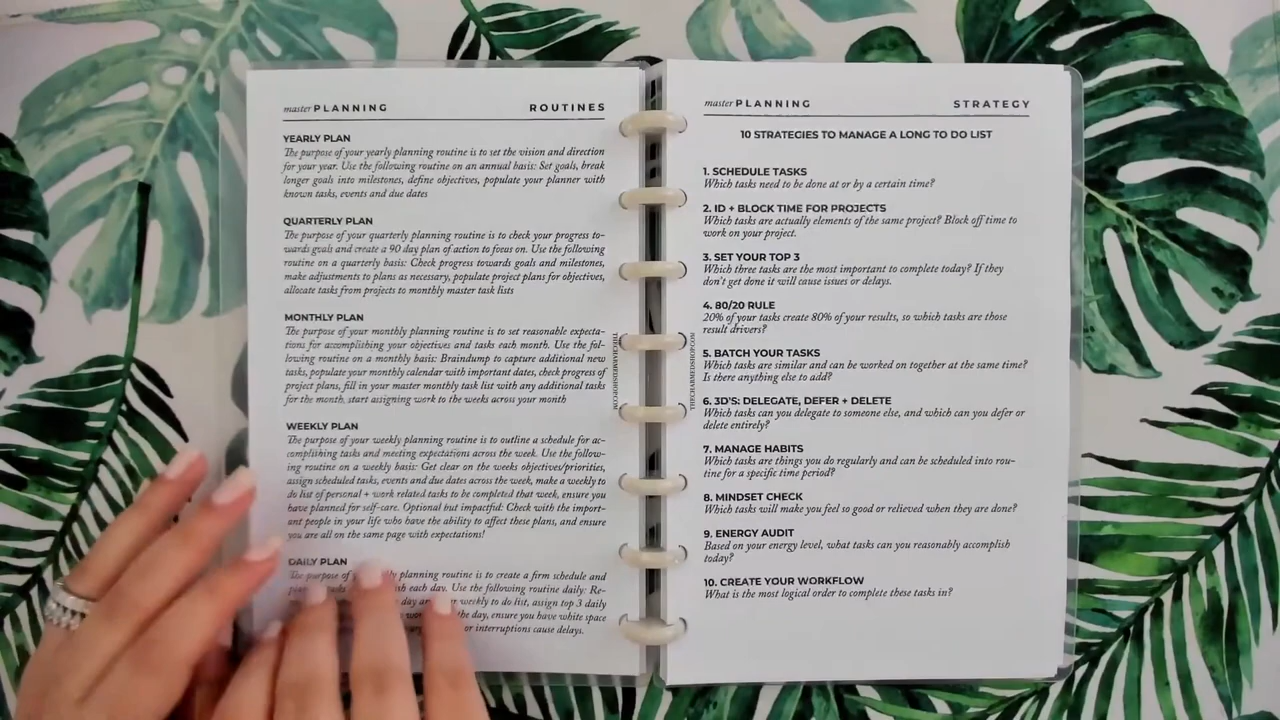 master PLANNING ROUTINES
YEARLY PLAN
The purpose of your yearly planning routine is to set the vision and direction
for your year. Use the following routine on an annual basis: Set goals, break
longer goals into milestones, define objectives, populate your planner with
known tasks, events and due dates
QUARTERLY PLAN
The purpose of your quarterly planning routine is to check your progress to-
wards goals and create a 90 day plan of action to focus on. Use the following
routine on a quarterly basis: Check progress towards goals and milestones,
make adjustments to plans as necessary, populate project plans for objectives,
allocate tasks from projects to monthly master task lists
MONTHLY PLAN
The purpose of your monthly planning routine is to set reasonable expecta-
tions for accomplishing your objectives and tasks each month. Use the fol-
lowing routine on a monthly basis: Braindump to capture additional new
tasks, populate your monthly calendar with important dates, check progress of
project plans, fill in your master monthly task list with any additional tasks
for the month, start assigning work to the weeks across your month
WEEKLY PLAN
The purpose of your weekly planning routine is to outline a schedule for ac-
complishing tasks and meeting expectations across the week. Use the follow-
ing routine on a weekly basis: Get clear on the weeks objectives/priorities,
assign scheduled tasks, events and due dates across the week, make a weekly to
do list of personal + work related tasks to be completed that week, ensure you
have planned for self-care. Optional but impactful: Check with the import-
ant people in your life who have the ability to affect these plans, and ensure
you are all on the same page with expectations!
DAILY PLAN
The purpose of planning routine is to create a firm schedule and
each day. Use the following routine daily: Re-
day weekly to do list, assign top 3 daily
the day, ensure you have white space
or interruptions cause delays.
THECHARMEDSHOP.COM
master PLANNING STRATEGY
10 STRATEGIES TO MANAGE A LONG TO DO LIST
1. SCHEDULE TASKS
Which tasks need to be done at or by a certain time?
2. ID + BLOCK TIME FOR PROJECTS
Which tasks are actually elements of the same project? Block off time to
work on your project.
3. SET YOUR TOP 3
Which three tasks are the most important to complete today? If they
don't get done it will cause issues or delays.
4. 80/20 RULE
20% of your tasks create 80% of your results, so which tasks are those
result drivers?
5. BATCH YOUR TASKS
Which tasks are similar and can be worked on together at the same time?
Is there anything else to add?
6. 3D'S: DELEGATE, DEFER + DELETE
Which tasks can you delegate to someone else, and which can you defer or
delete entirely?
7. MANAGE HABITS
Which tasks are things you do regularly and can be scheduled into rou-
tine for a specific time period?
8. MINDSET CHECK
Which tasks will make you feel so good or relieved when they are done?
9. ENERGY AUDIT
Based on your energy level, what tasks can you reasonably accomplish
today?
10. CREATE YOUR WORKFLOW
What is the most logical order to complete these tasks in?
THECHARMEDSHOP.COM